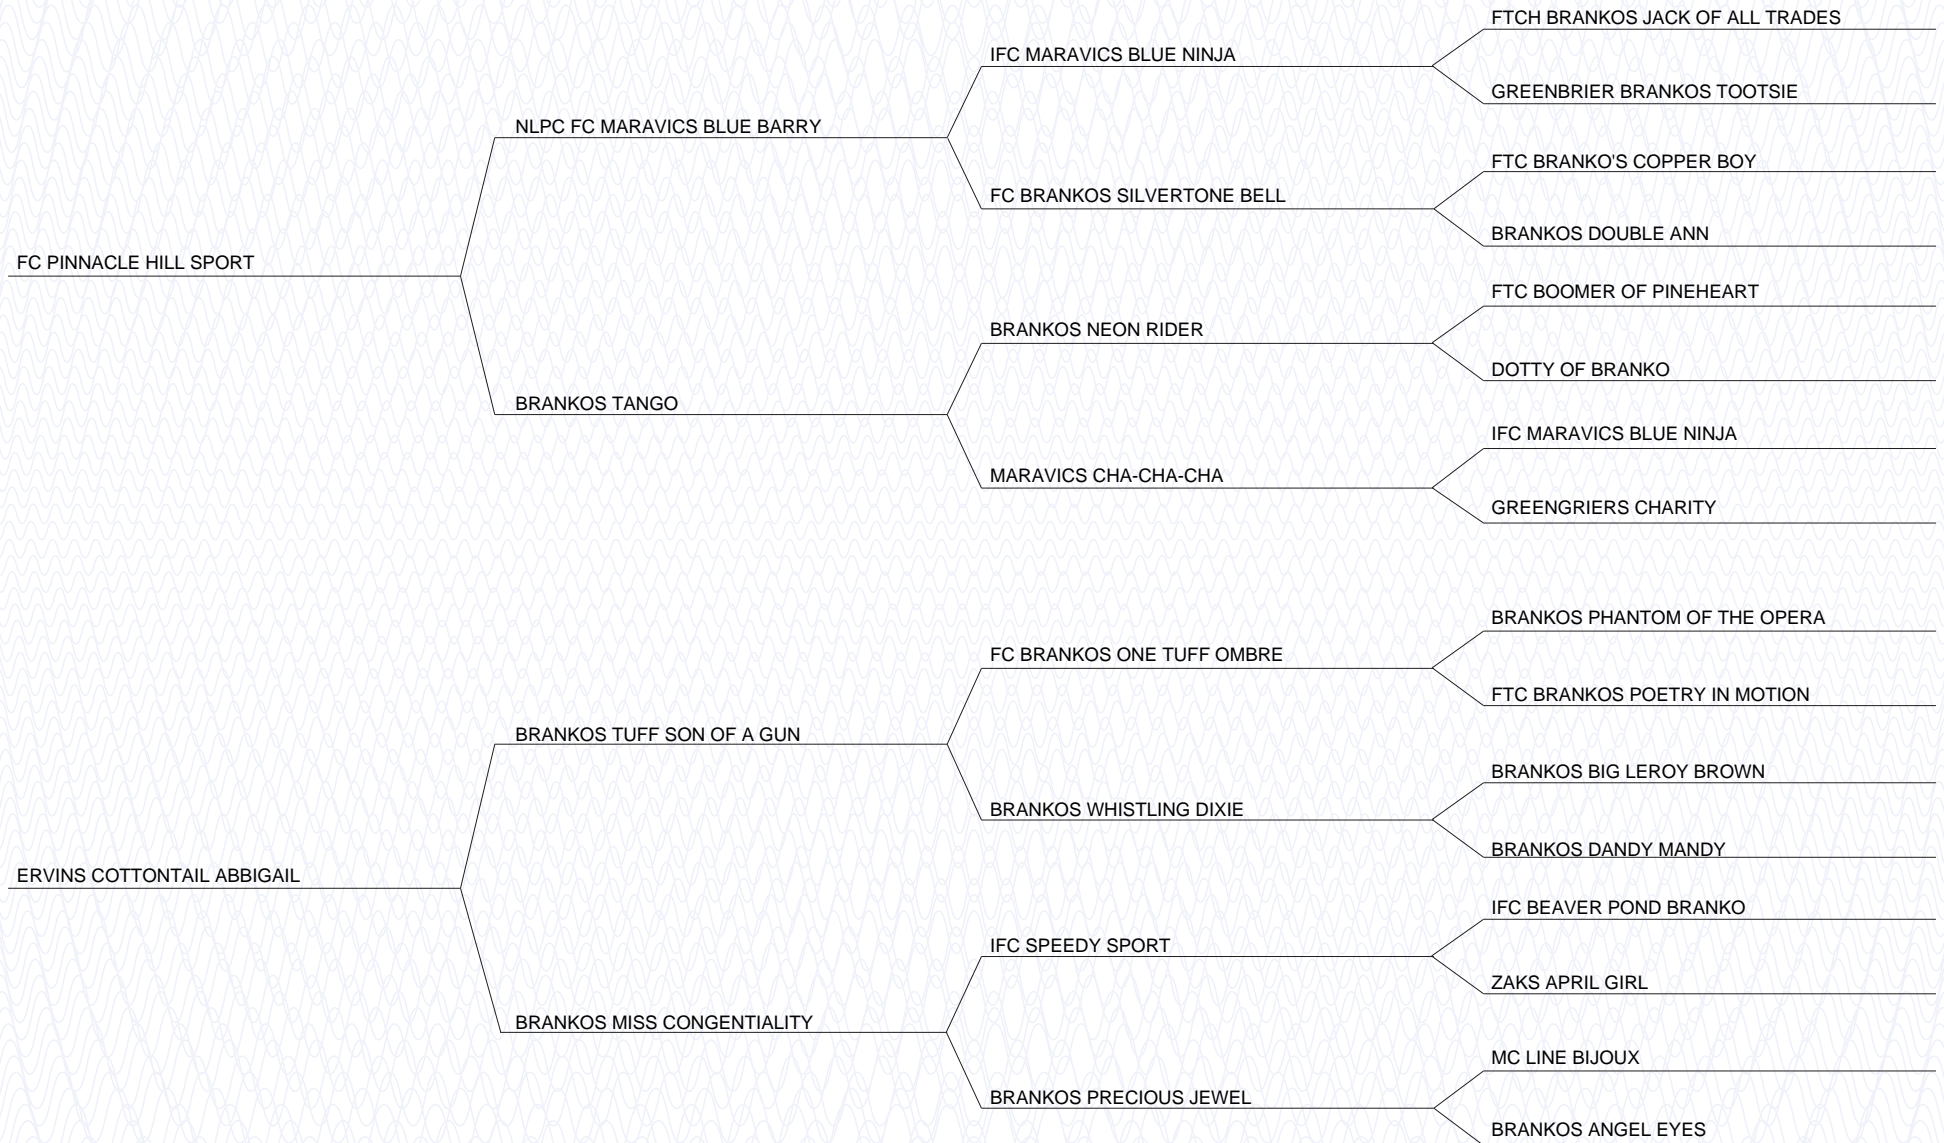 FTCH BRANKOS JACK OF ALL TRADES
IFC MARAVICS BLUE NINJA
GREENBRIER BRANKOS TOOTSIE
NLPC FC MARAVICS BLUE BARRY
FTC BRANKO'S COPPER BOY
FC BRANKOS SILVERTONE BELL
BRANKOS DOUBLE ANN
FC PINNACLE HILL SPORT
FTC BOOMER OF PINEHEART
BRANKOS NEON RIDER
DOTTY OF BRANKO
BRANKOS TANGO
IFC MARAVICS BLUE NINJA
MARAVICS CHA-CHA-CHA
GREENGRIERS CHARITY
BRANKOS PHANTOM OF THE OPERA
FC BRANKOS ONE TUFF OMBRE
FTC BRANKOS POETRY IN MOTION
BRANKOS TUFF SON OF A GUN
BRANKOS BIG LEROY BROWN
BRANKOS WHISTLING DIXIE
BRANKOS DANDY MANDY
ERVINS COTTONTAIL ABBIGAIL
IFC BEAVER POND BRANKO
IFC SPEEDY SPORT
ZAKS APRIL GIRL
BRANKOS MISS CONGENTIALITY
MC LINE BIJOUX
BRANKOS PRECIOUS JEWEL
BRANKOS ANGEL EYES